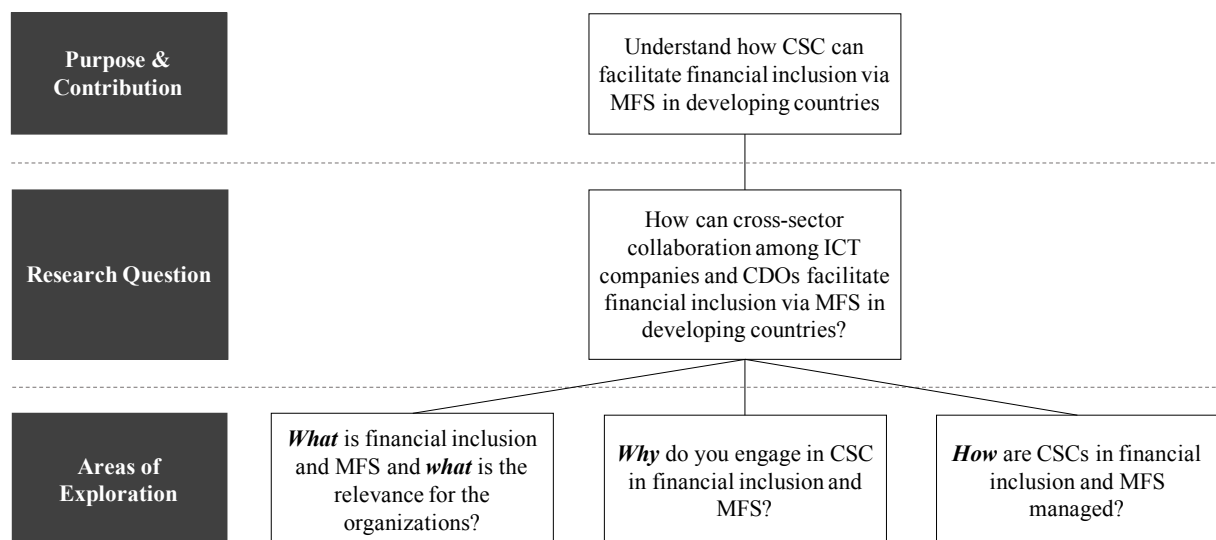 Purpose &
Contribution
Understand how CSC can
facilitate financial inclusion via
MFS in developing countries
Research Question
How can cross-sector
collaboration among ICT
companies and CDOs facilitate
financial inclusion via MFS in
developing countries?
Areas of
Exploration
What is financial inclusion
and MFS and what is the
relevance for the
organizations?
Why do you engage in CSC
in financial inclusion and
MFS?
How are CSCs in financial
inclusion and MFS
managed?